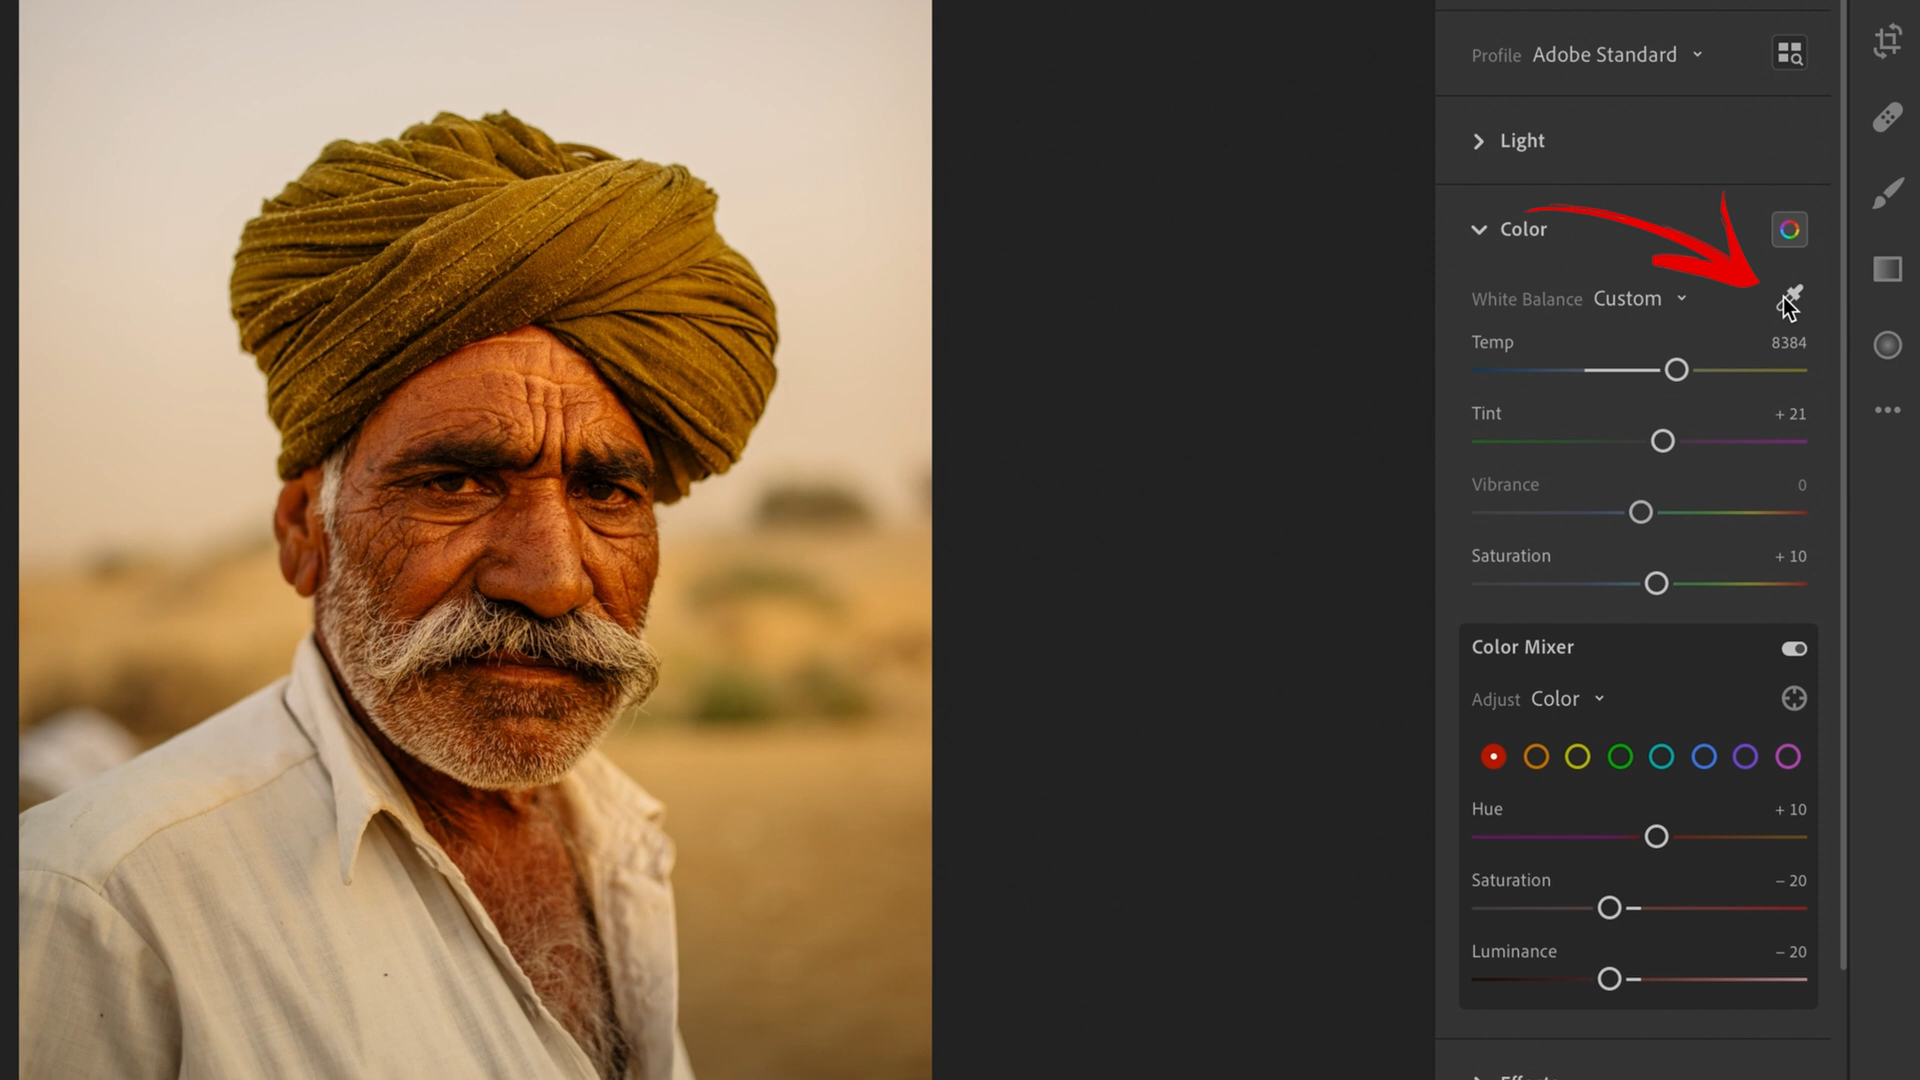 Profile Adobe Standard
Light
Color
White Balance Custom
Temp 8384
Tint + 21
Vibrance 0
Saturation + 10
Color Mixer
Adjust Color
Hue + 10
Saturation – 20
Luminance – 20